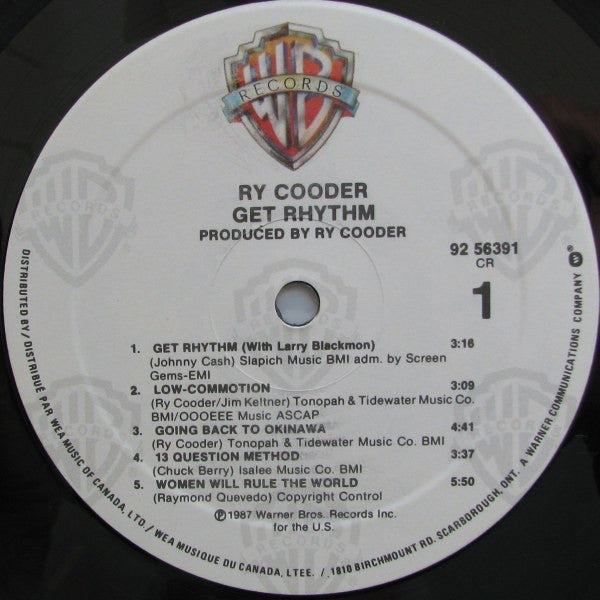 WB
RECORDS
RY COODER
GET RHYTHM
PRODUCED BY RY COODER
92 56391
CR
1
1. GET RHYTHM (With Larry Blackmon) 3:16
(Johnny Cash) Slapich Music BMI adm. by Screen
Gems-EMI
2. LOW-COMMOTION 3:09
(Ry Cooder/Jim Keltner) Tonopah & Tidewater Music Co.
BMI/OOOEEE Music ASCAP
3. GOING BACK TO OKINAWA 4:41
(Ry Cooder) Tonopah & Tidewater Music Co. BMI
4. 13 QUESTION METHOD 3:37
(Chuck Berry) Isalee Music Co. BMI
5. WOMEN WILL RULE THE WORLD 5:50
(Raymond Quevedo) Copyright Control
℗1987 Warner Bros. Records Inc.
for the U.S.
DISTRIBUTED BY/DISTRIBUÉ PAR WEA MUSIC OF CANADA, LTD / WEA MUSIQUE DU CANADA, LTEE. / 1810 BIRCHMOUNT RD. SCARBOROUGH, ONT. A WARNER COMMUNICATIONS COMPANY W®